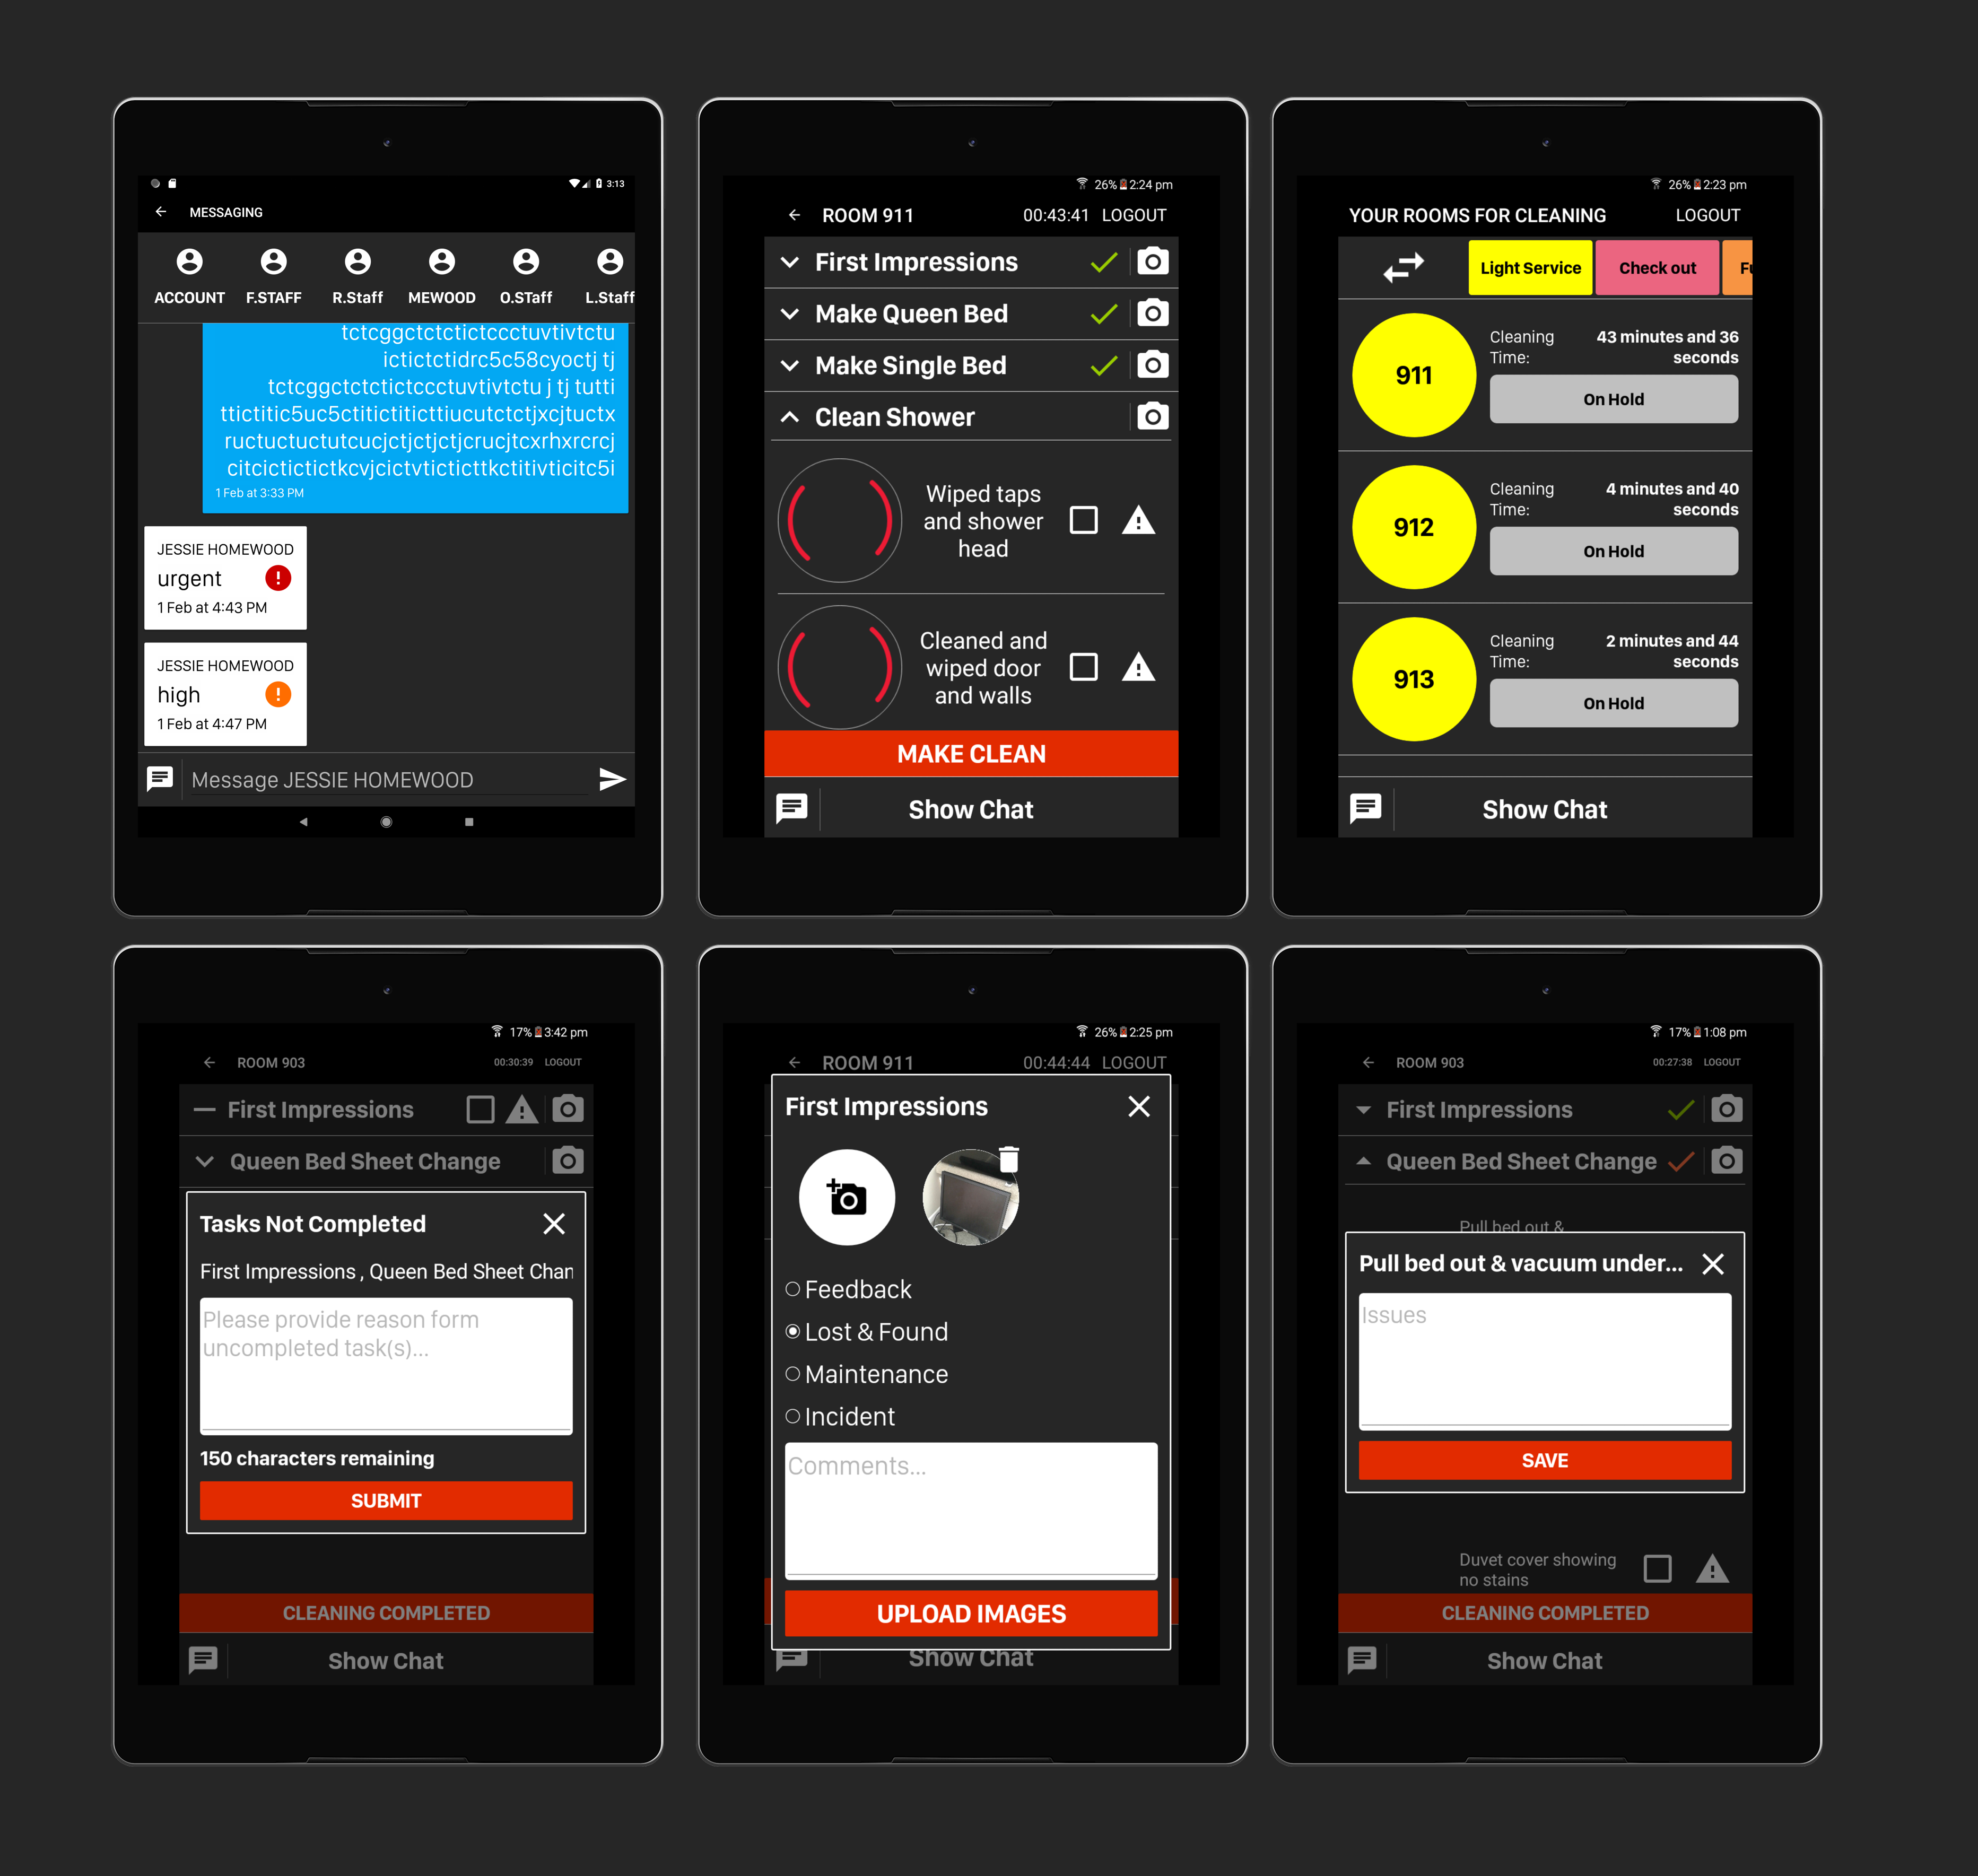 3:13
MESSAGING
ACCOUNT F.STAFF R.Staff MEWOOD O.STaff L.Staff
tctcggctctctictccctuvtivtctu
ictictctidrc5c58cyoctj tj
tctcggctctctictccctuvtivtctu j tj tutti
ttictitic5uc5ctitictiticttiucutctctjxcjtuctx
ructuctuctutcucjctjctjctjcrucjtcxrhxrcrcj
citcictictictkcvjcictvticticttkctitivticitc5i
1 Feb at 3:33 PM
JESSIE HOMEWOOD
urgent
1 Feb at 4:43 PM
JESSIE HOMEWOOD
high
1 Feb at 4:47 PM
Message JESSIE HOMEWOOD
26% 2:24 pm
ROOM 911 00:43:41 LOGOUT
First Impressions
Make Queen Bed
Make Single Bed
Clean Shower
Wiped taps
and shower
head
Cleaned and
wiped door
and walls
MAKE CLEAN
Show Chat
26% 2:23 pm
YOUR ROOMS FOR CLEANING LOGOUT
Light Service Check out Fu
911
Cleaning Time: 43 minutes and 36 seconds
On Hold
912
Cleaning Time: 4 minutes and 40 seconds
On Hold
913
Cleaning Time: 2 minutes and 44 seconds
On Hold
Show Chat
17% 3:42 pm
ROOM 903 00:30:39 LOGOUT
First Impressions
Queen Bed Sheet Change
Tasks Not Completed
First Impressions , Queen Bed Sheet Chan
Please provide reason form
uncompleted task(s)...
150 characters remaining
SUBMIT
CLEANING COMPLETED
Show Chat
26% 2:25 pm
ROOM 911 00:44:44 LOGOUT
First Impressions
Feedback
Lost & Found
Maintenance
Incident
Comments...
UPLOAD IMAGES
Show Chat
17% 1:08 pm
ROOM 903 00:27:38 LOGOUT
First Impressions
Queen Bed Sheet Change
Pull bed out &
Pull bed out & vacuum under...
Issues
SAVE
Duvet cover showing
no stains
CLEANING COMPLETED
Show Chat